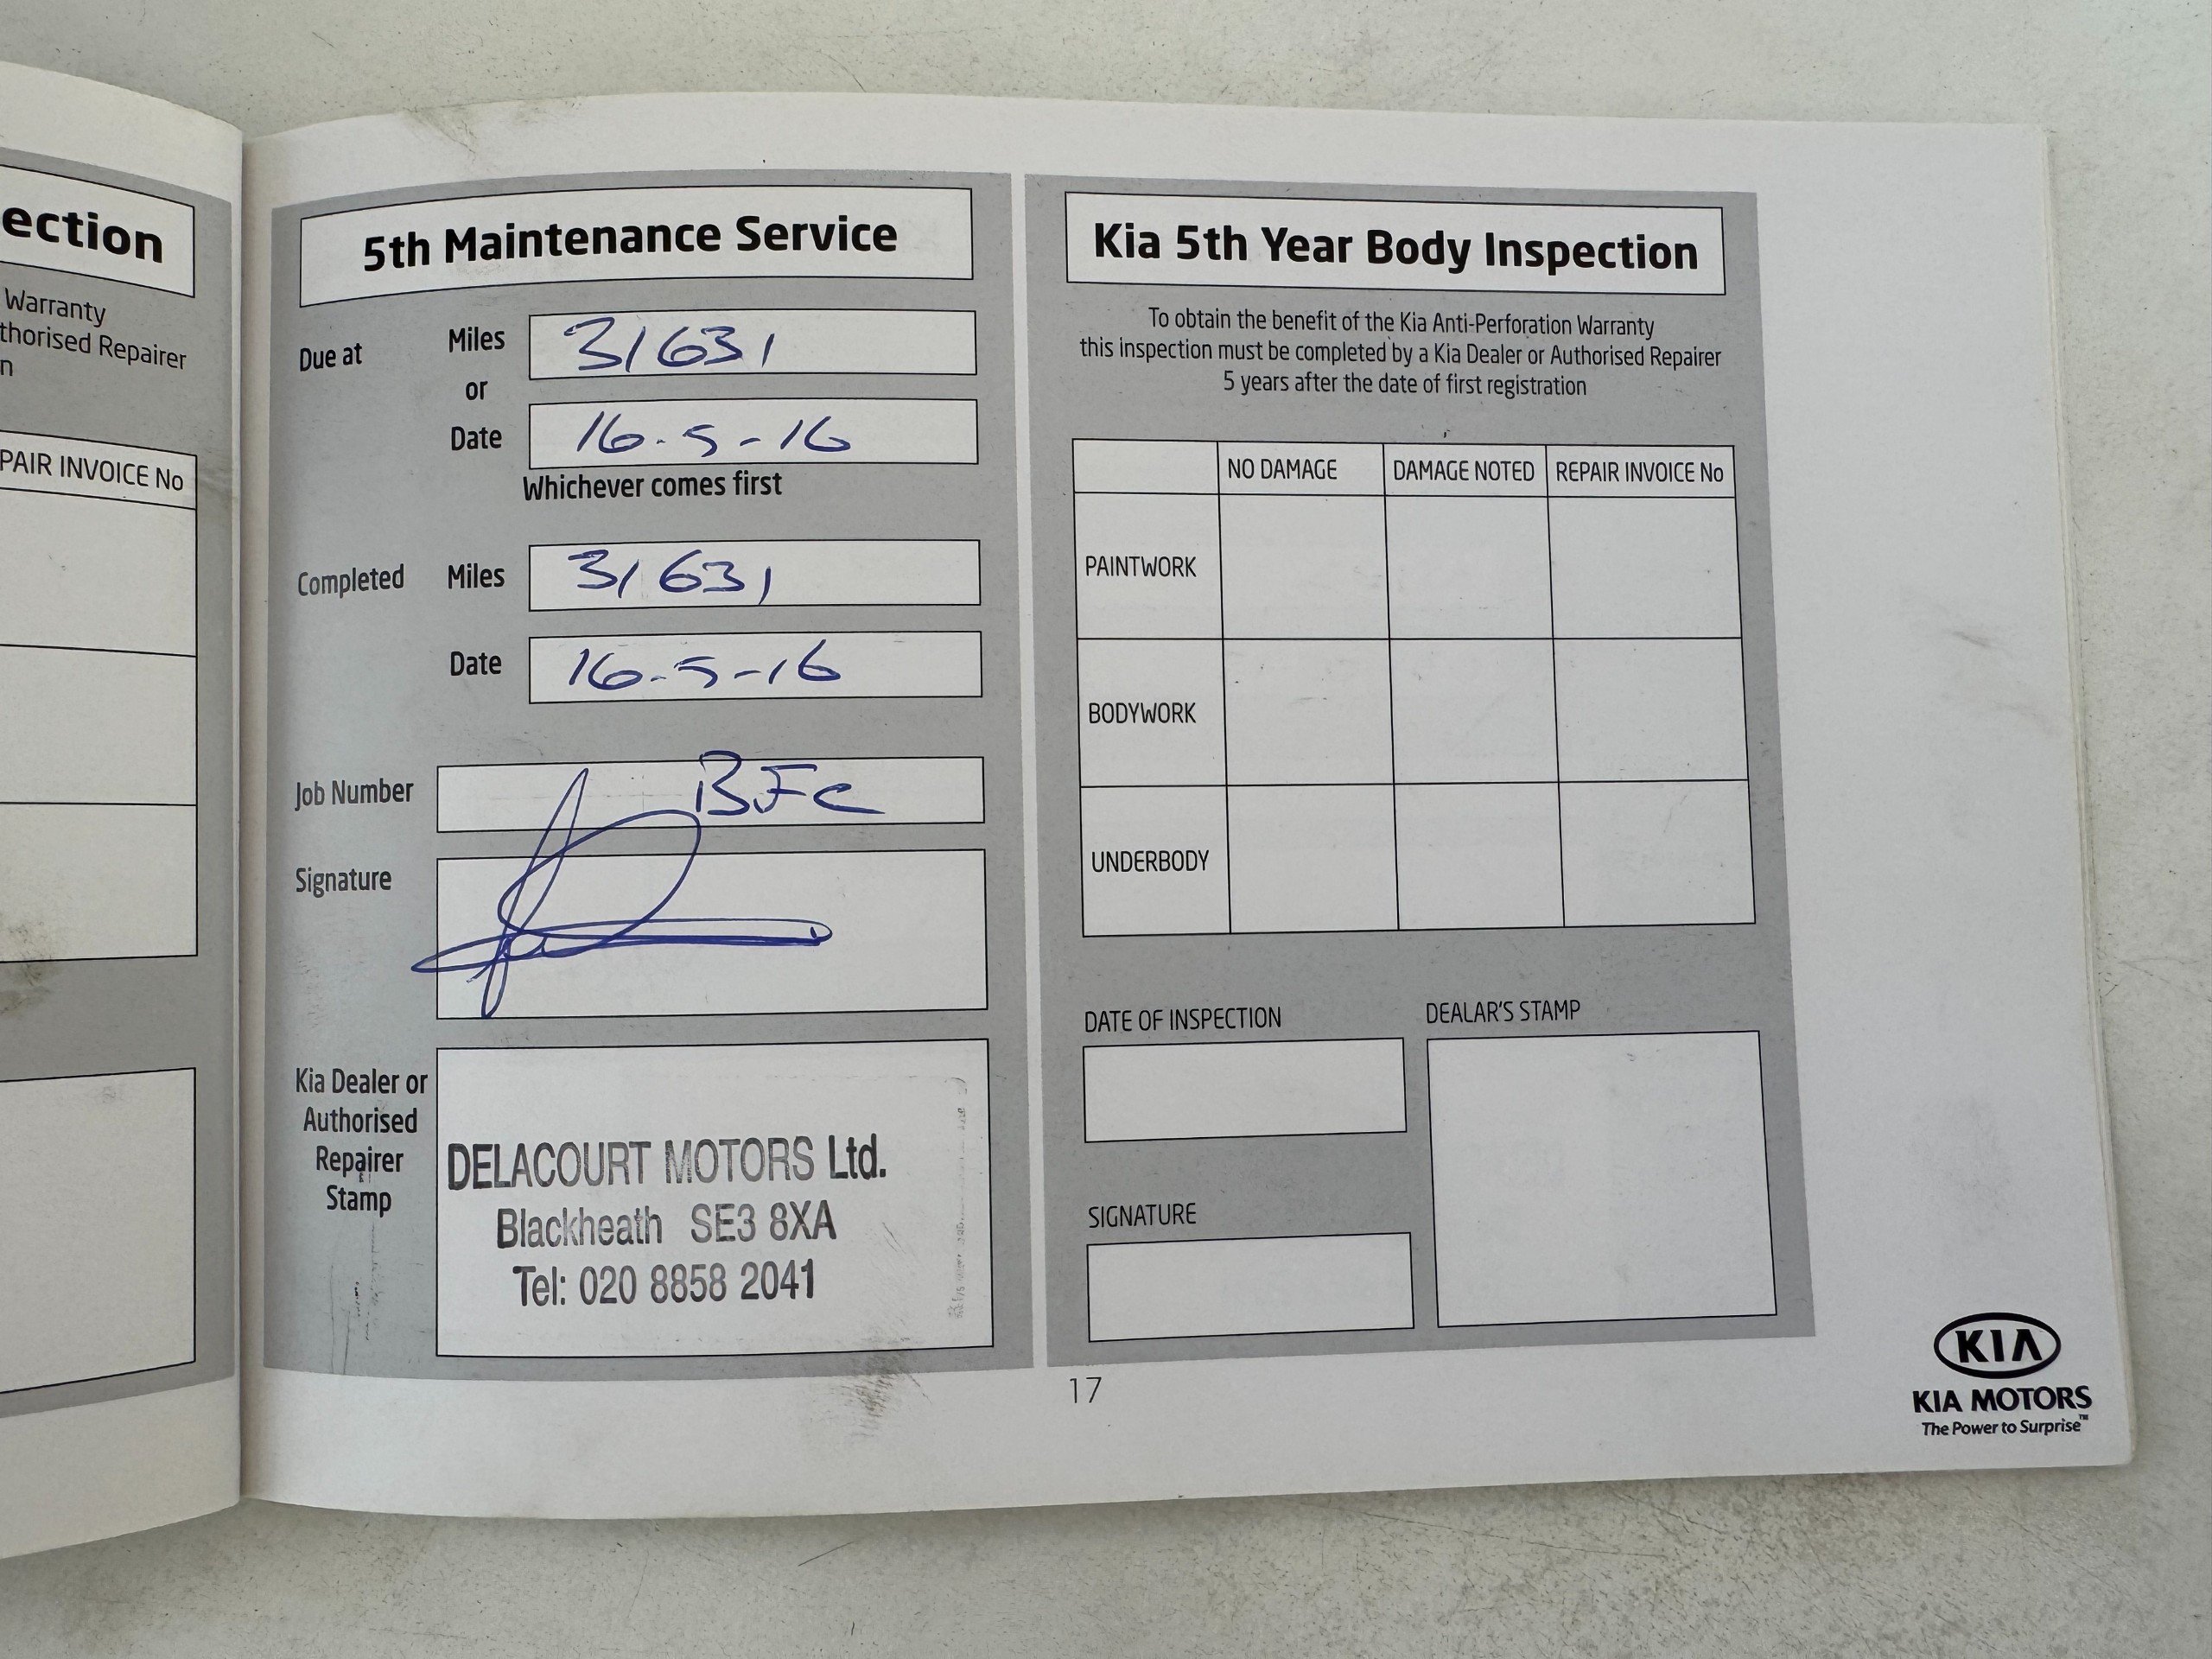 ection
Warranty
thorised Repairer
n
PAIR INVOICE No
5th Maintenance Service
Due at Miles 31631
or
Date 16-5-16
Whichever comes first
Completed Miles 31631
Date 16-5-16
Job Number BFC
Signature
Kia Dealer or
Authorised
Repairer
Stamp
DELACOURT MOTORS Ltd.
Blackheath SE3 8XA
Tel: 020 8858 2041
Kia 5th Year Body Inspection
To obtain the benefit of the Kia Anti-Perforation Warranty
this inspection must be completed by a Kia Dealer or Authorised Repairer
5 years after the date of first registration
NO DAMAGE DAMAGE NOTED REPAIR INVOICE No
PAINTWORK
BODYWORK
UNDERBODY
DATE OF INSPECTION
DEALAR'S STAMP
SIGNATURE
17
KIA
KIA MOTORS
The Power to Surprise™